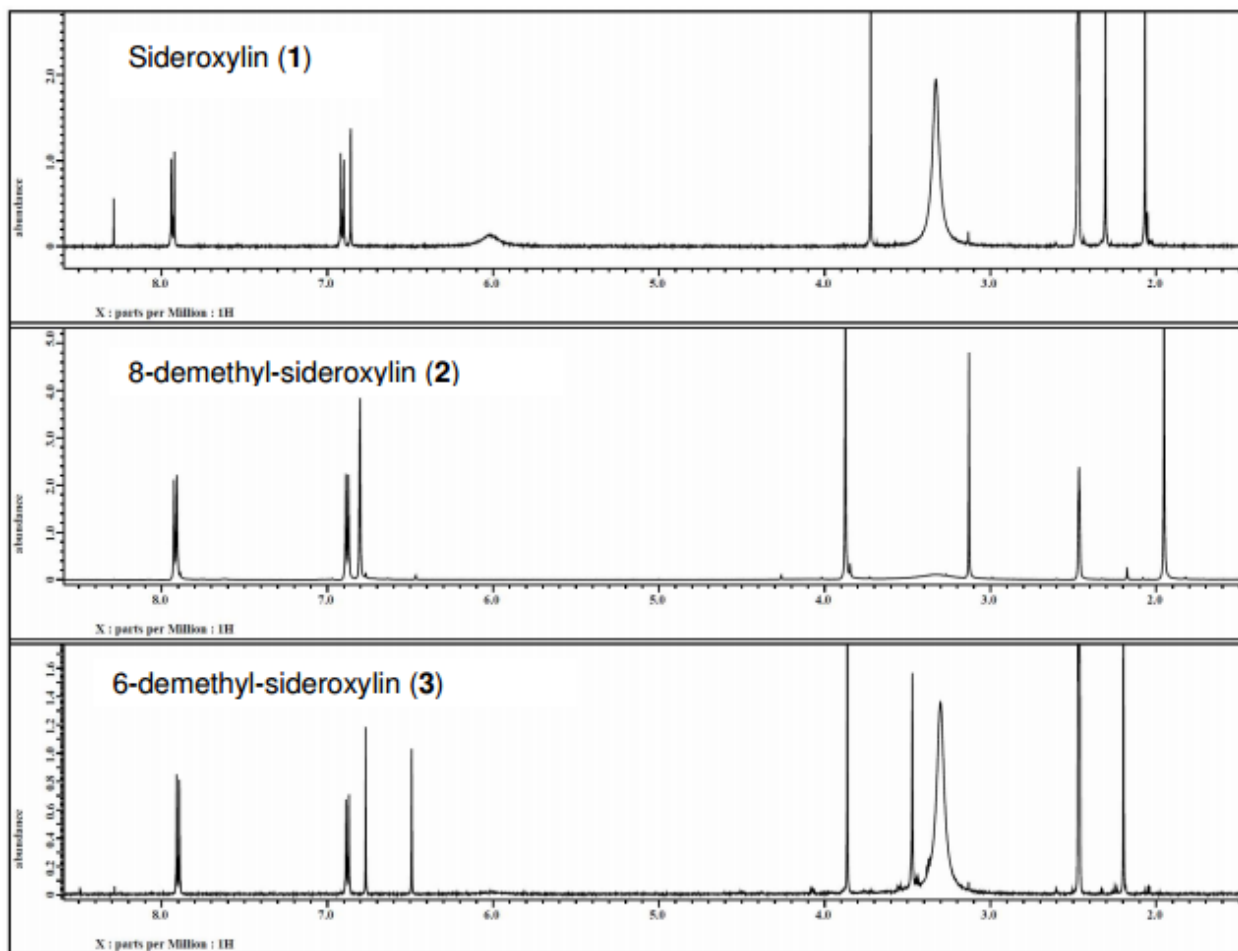 Sideroxylin (1)
2.0
1.0
0
abundance
8.0 7.0 6.0 5.0 4.0 3.0 2.0
X : parts per Million : 1H
8-demethyl-sideroxylin (2)
5.0
4.0
3.0
2.0
1.0
0
abundance
8.0 7.0 6.0 5.0 4.0 3.0 2.0
X : parts per Million : 1H
6-demethyl-sideroxylin (3)
1.6
1.4
1.2
1.0
0.8
0.6
0.4
0.2
0
abundance
8.0 7.0 6.0 5.0 4.0 3.0 2.0
X : parts per Million : 1H